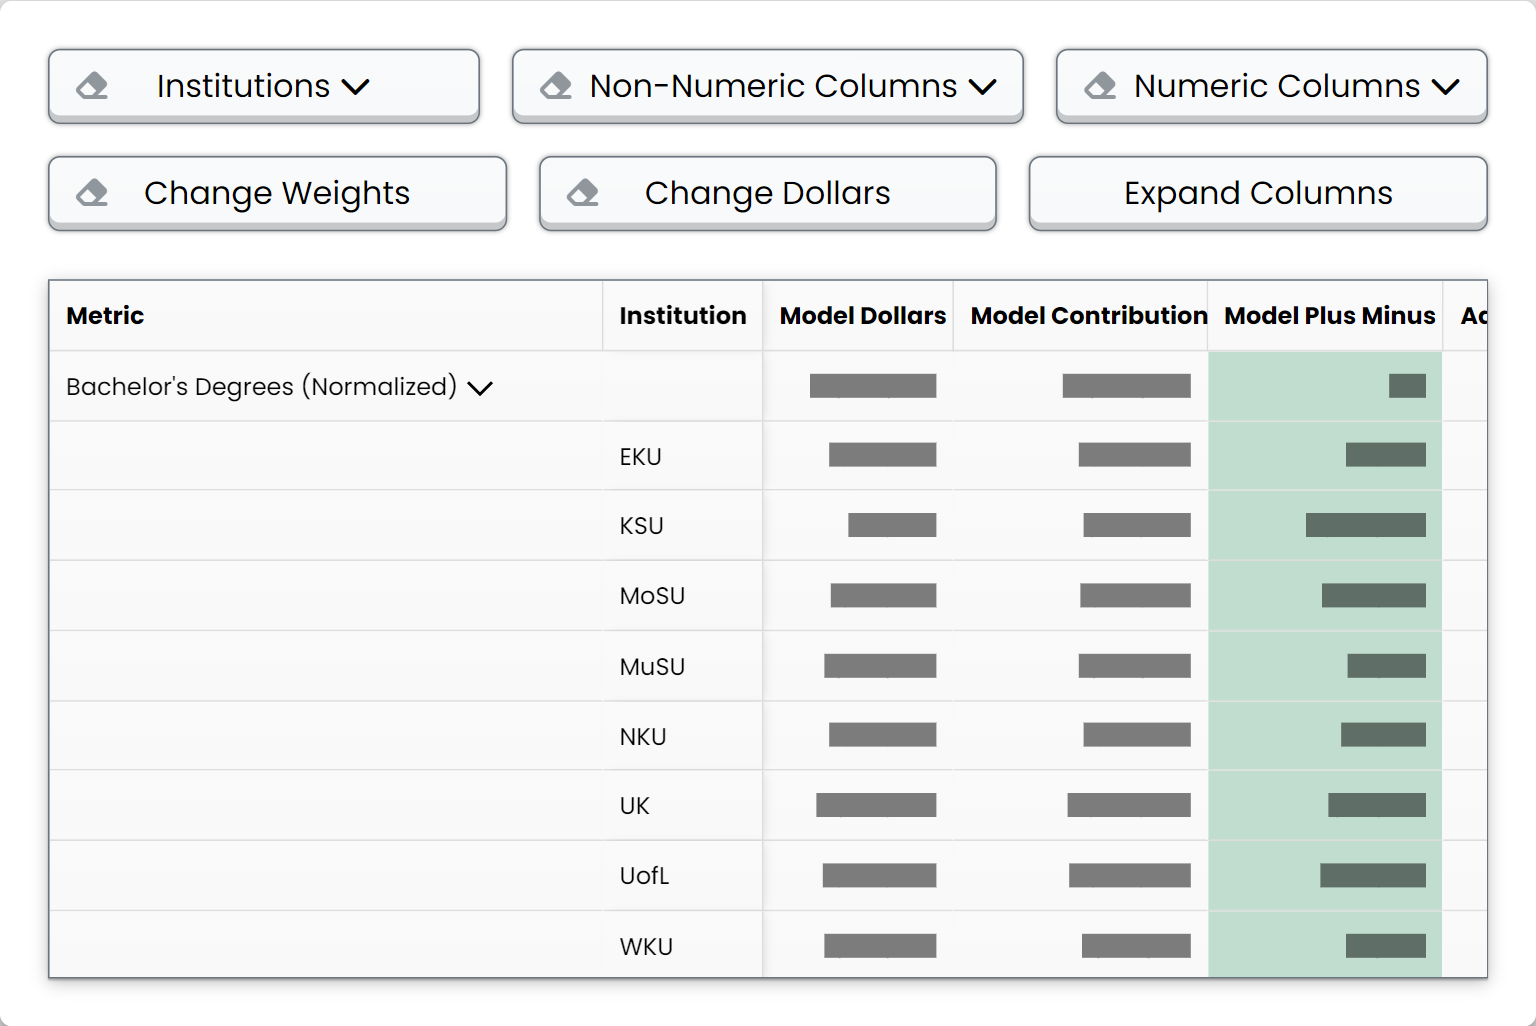 Institutions
Non-Numeric Columns
Numeric Columns
Change Weights
Change Dollars
Expand Columns
Metric Institution Model Dollars Model Contribution Model Plus Minus
Bachelor's Degrees (Normalized)
EKU
KSU
MoSU
MuSU
NKU
UK
UofL
WKU